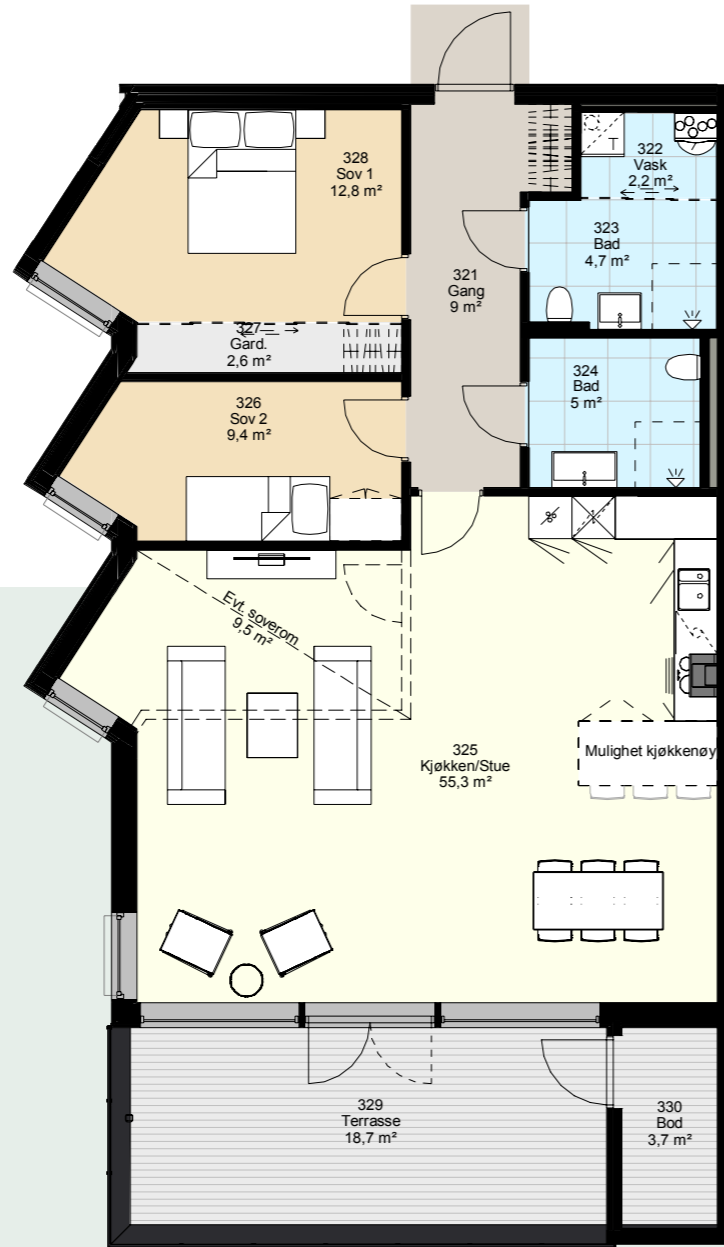 328
Sov 1
12,8 m²
322
Vask
2,2 m²
T
323
Bad
4,7 m²
321
Gang
9 m²
327
Gard.
2,6 m²
324
Bad
5 m²
326
Sov 2
9,4 m²
Evt. soverom
9,5 m²
325
Kjøkken/Stue
55,3 m²
Mulighet kjøkkenøy
329
Terrasse
18,7 m²
330
Bod
3,7 m²